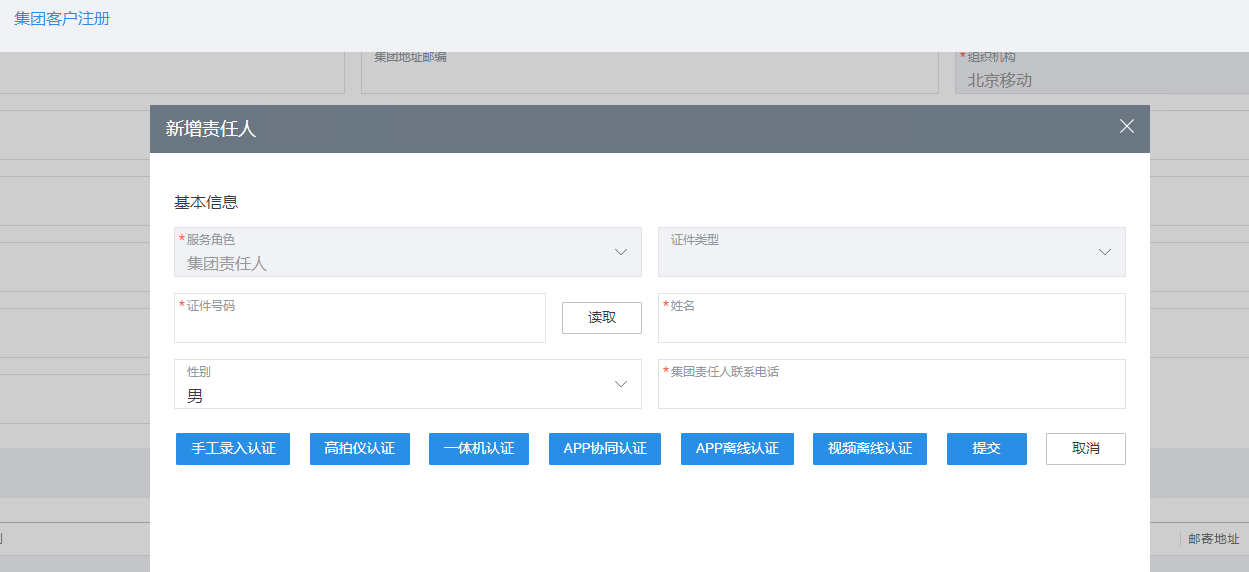 集团客户注册
集团地址邮编
*组织机构
北京移动
新增责任人
基本信息
*服务角色
集团责任人
证件类型
*证件号码
读取
*姓名
性别
男
*集团责任人联系电话
手工录入认证
高拍仪认证
一体机认证
APP协同认证
APP离线认证
视频离线认证
提交
取消
邮寄地址